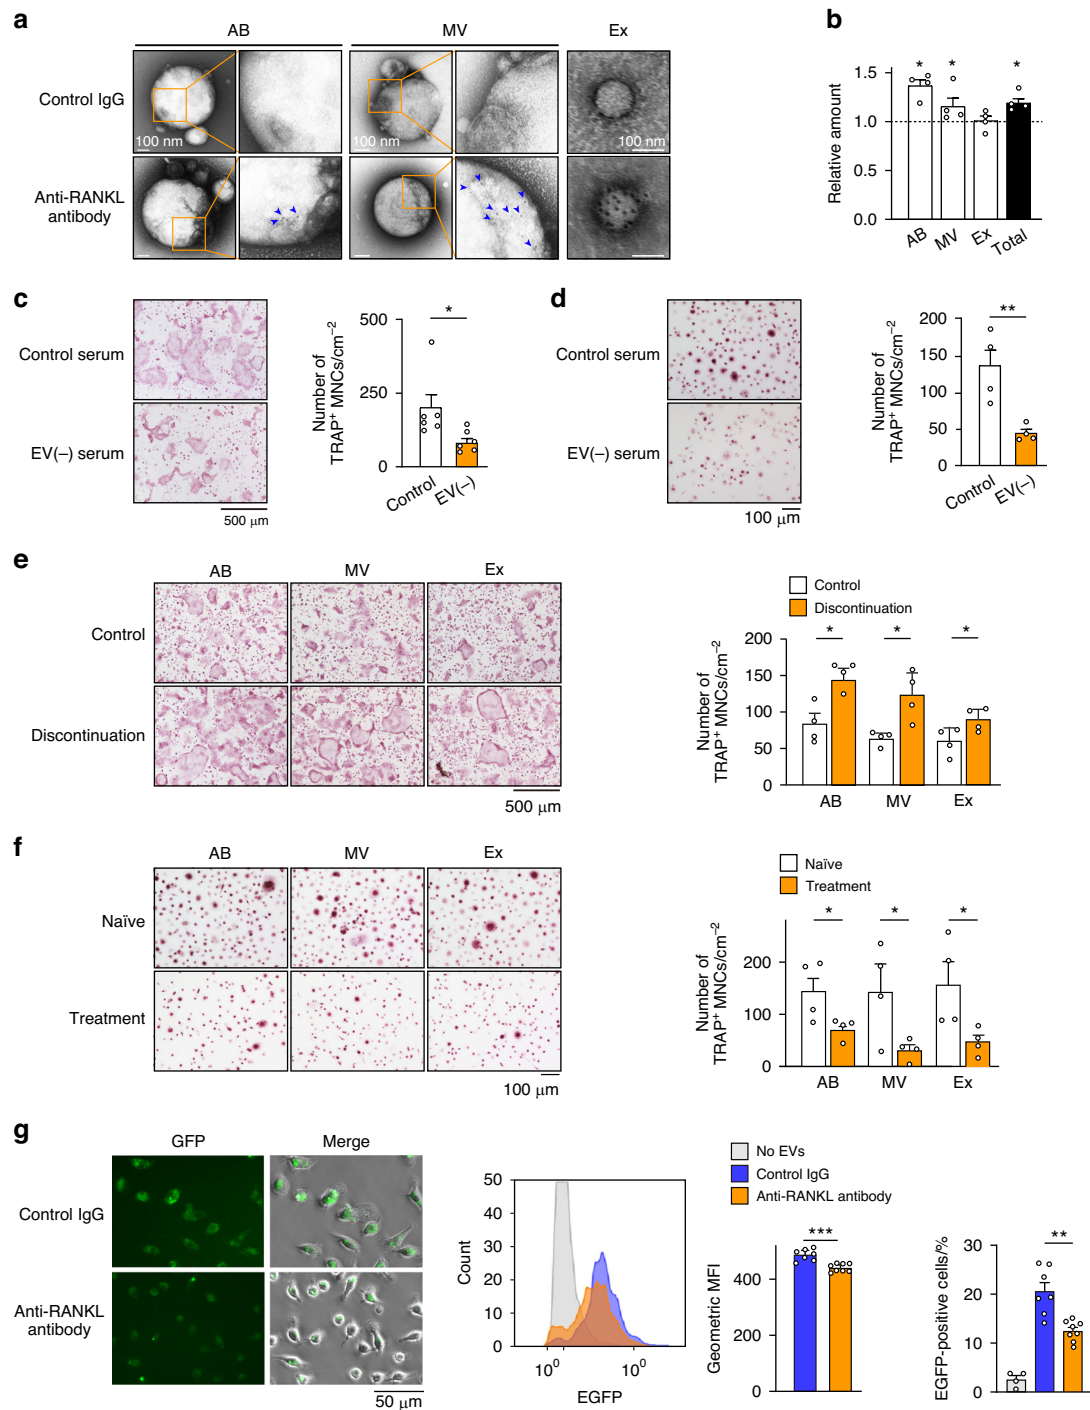 a
AB
MV
Ex
Control IgG
100 nm
100 nm
100 nm
Anti-RANKL
antibody
b
Relative amount
1.5
1.0
0.5
0.0
*
*
*
AB
MV
Ex
Total
c
Control serum
EV(–) serum
500 μm
Number of
TRAP⁺ MNCs/cm⁻²
500
250
0
*
Control
EV(–)
d
Control serum
EV(–) serum
100 μm
Number of
TRAP⁺ MNCs/cm⁻²
200
150
100
50
0
**
Control
EV(–)
e
AB
MV
Ex
Control
Discontinuation
500 μm
Control
Discontinuation
Number of
TRAP⁺ MNCs/cm⁻²
200
150
100
50
0
*
*
*
AB
MV
Ex
f
AB
MV
Ex
Naïve
Treatment
100 μm
Naïve
Treatment
Number of
TRAP⁺ MNCs/cm⁻²
200
100
0
*
*
*
AB
MV
Ex
g
GFP
Merge
Control IgG
Anti-RANKL
antibody
50 μm
Count
50
40
30
20
10
0
10⁰
10⁰
EGFP
No EVs
Control IgG
Anti-RANKL antibody
Geometric MFI
400
200
0
***
EGFP-positive cells/%
30
20
10
0
**